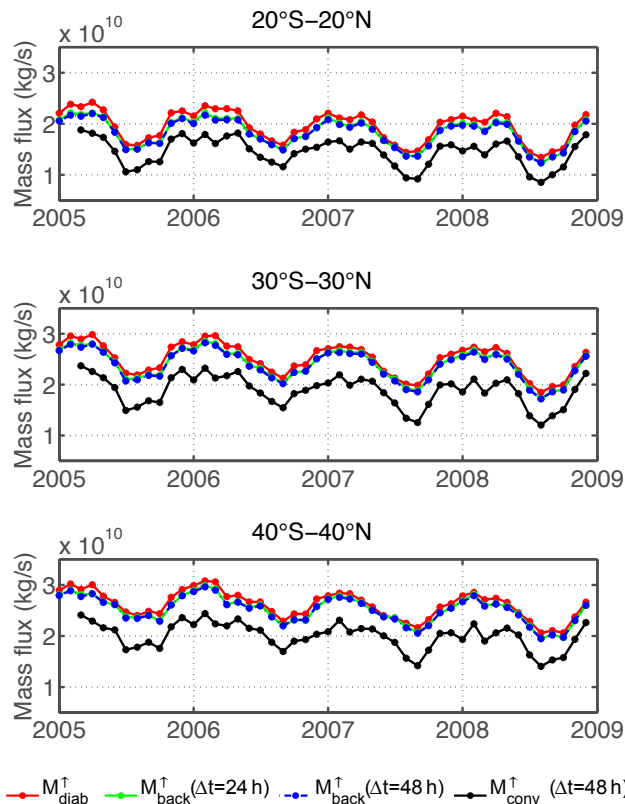 20°S−20°N
x 10^10
Mass flux (kg/s)
3
2
1
2005 2006 2007 2008 2009
30°S−30°N
x 10^10
Mass flux (kg/s)
3
2
1
2005 2006 2007 2008 2009
40°S−40°N
x 10^10
Mass flux (kg/s)
3
2
1
2005 2006 2007 2008 2009
M↑diab M↑back(Δt=24 h) M↑back(Δt=48 h) M↑conv (Δt=48 h)